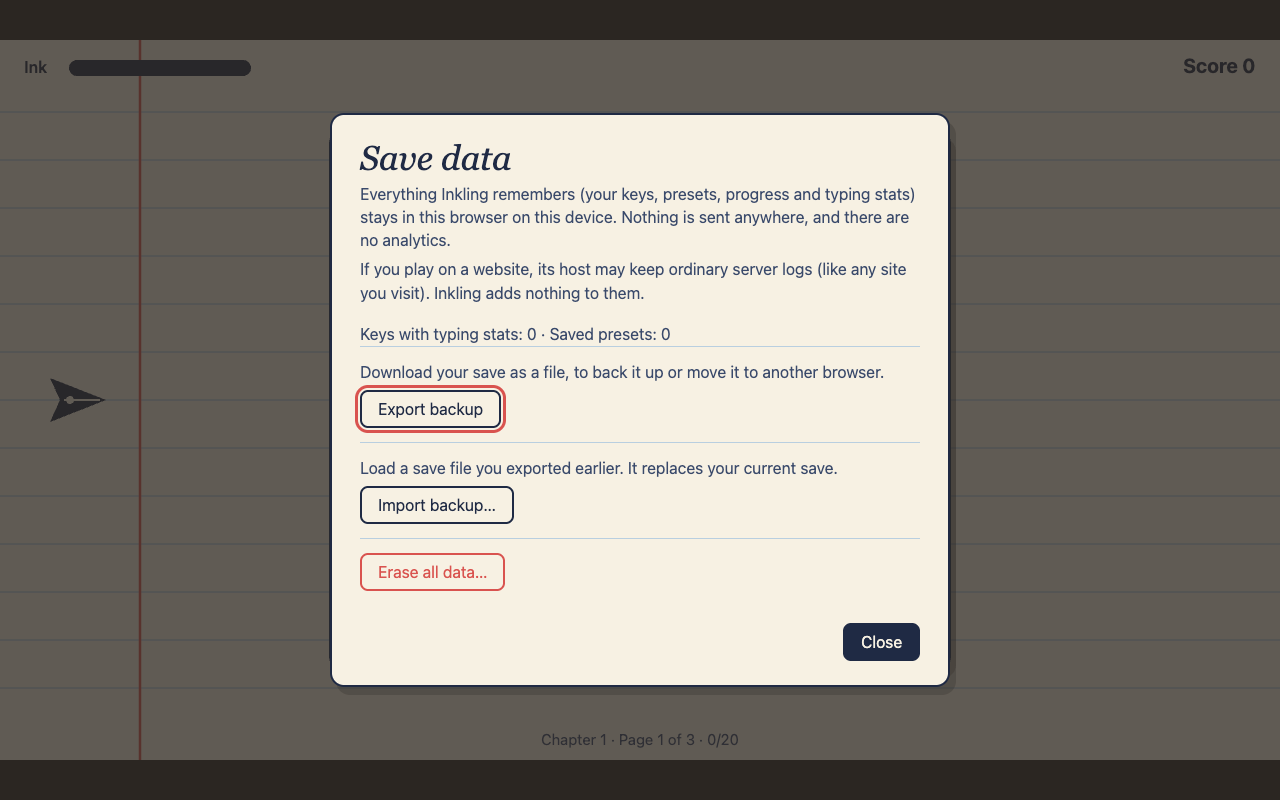 Ink
Score 0
Save data
Everything Inkling remembers (your keys, presets, progress and typing stats)
stays in this browser on this device. Nothing is sent anywhere, and there are
no analytics.
If you play on a website, its host may keep ordinary server logs (like any site
you visit). Inkling adds nothing to them.
Keys with typing stats: 0 · Saved presets: 0
Download your save as a file, to back it up or move it to another browser.
Export backup
Load a save file you exported earlier. It replaces your current save.
Import backup…
Erase all data…
Close
Chapter 1 · Page 1 of 3 · 0/20